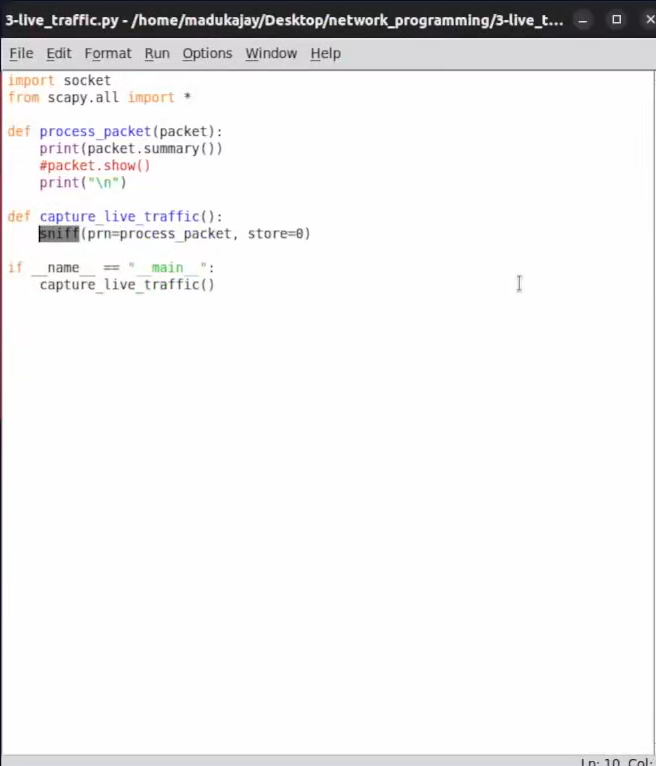 3-live_traffic.py - /home/madukajay/Desktop/network_programming/3-live_t...
File Edit Format Run Options Window Help
import socket
from scapy.all import *
def process_packet(packet):
    print(packet.summary())
    #packet.show()
    print("\n")
def capture_live_traffic():
    sniff(prn=process_packet, store=0)
if __name__ == "__main__":
    capture_live_traffic()
Ln: 10 Col: